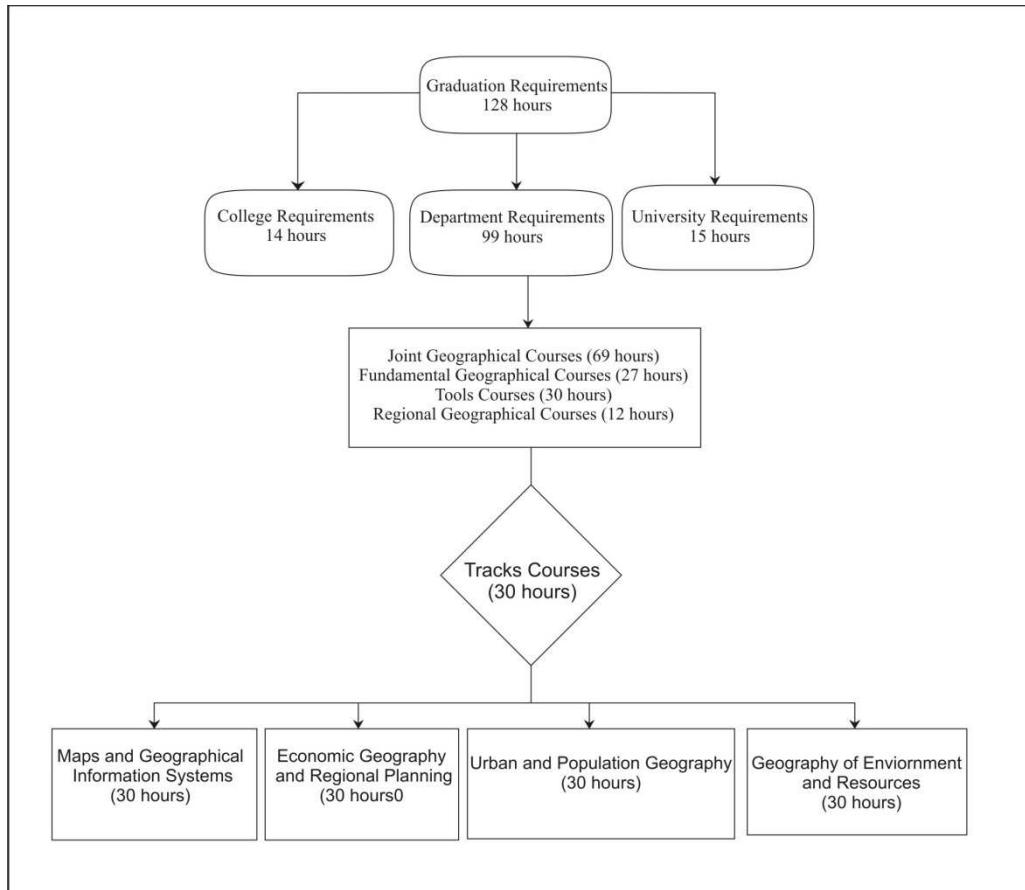 Graduation Requirements
128 hours
College Requirements
14 hours
Department Requirements
99 hours
University Requirements
15 hours
Joint Geographical Courses (69 hours)
Fundamental Geographical Courses (27 hours)
Tools Courses (30 hours)
Regional Geographical Courses (12 hours)
Tracks Courses
(30 hours)
Maps and Geographical
Information Systems
(30 hours)
Economic Geography
and Regional Planning
(30 hours0
Urban and Population Geography
(30 hours)
Geography of Enviornment
and Resources
(30 hours)